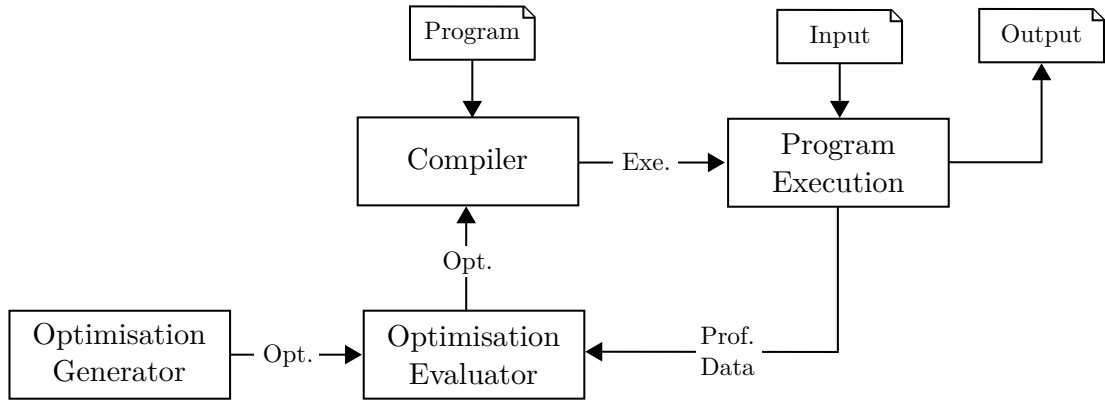 Program
Input
Output
Compiler
Exe.
Program
Execution
Opt.
Optimisation
Generator
Opt.
Optimisation
Evaluator
Prof.
Data